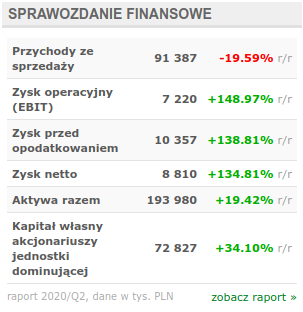 SPRAWOZDANIE FINANSOWE
Przychody ze
sprzedaży 91 387 -19.59% r/r
Zysk operacyjny
(EBIT) 7 220 +148.97% r/r
Zysk przed
opodatkowaniem 10 357 +138.81% r/r
Zysk netto 8 810 +134.81% r/r
Aktywa razem 193 980 +19.42% r/r
Kapitał własny
akcjonariuszy
jednostki
dominującej 72 827 +34.10% r/r
raport 2020/Q2, dane w tys. PLN zobacz raport »